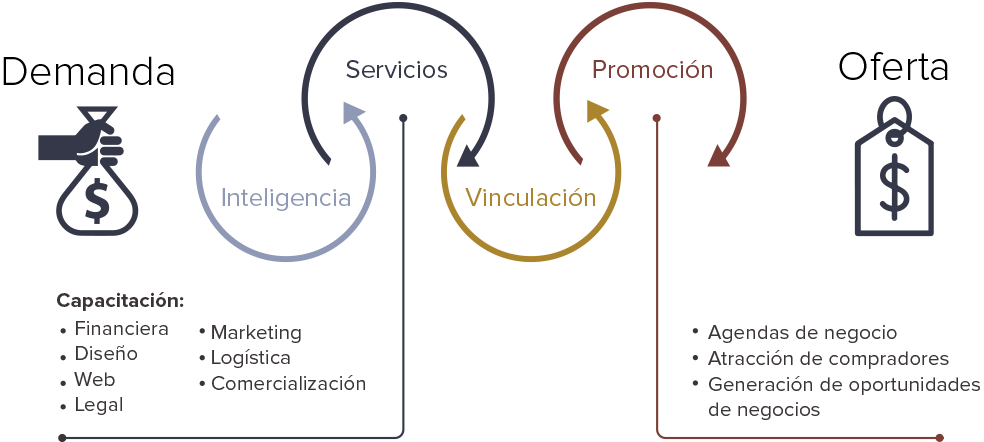 Demanda
Servicios
Promoción
Oferta
Inteligencia
Vinculación
$
$
Capacitación:
• Financiera
• Diseño
• Web
• Legal
• Marketing
• Logística
• Comercialización
• Agendas de negocio
• Atracción de compradores
• Generación de oportunidades
de negocios